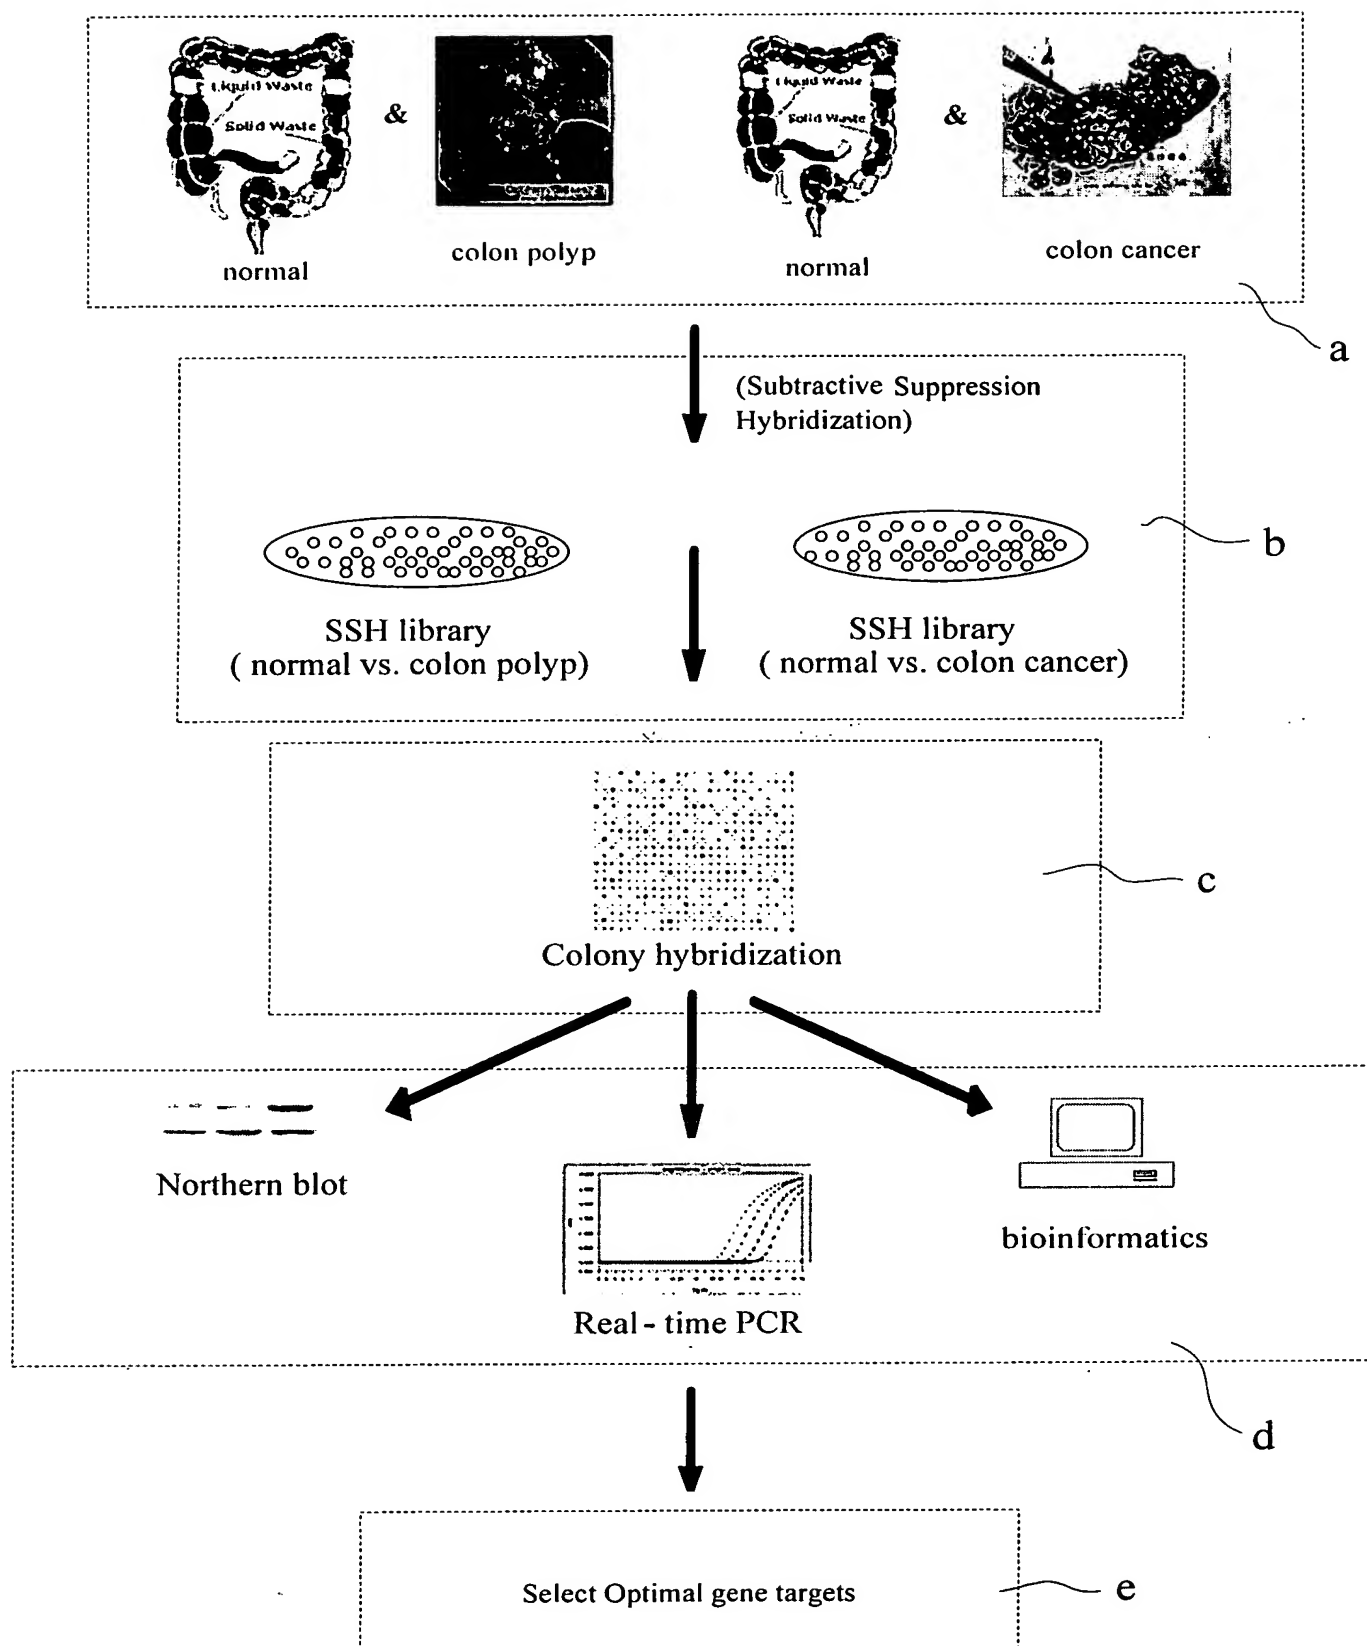 Liquid Waste
Solid Waste
&
Liquid Waste
Solid Waste
&
normal
colon polyp
normal
colon cancer
a
(Subtractive Suppression
Hybridization)
b
SSH library
( normal vs. colon polyp)
SSH library
( normal vs. colon cancer)
c
Colony hybridization
Northern blot
bioinformatics
Real - time PCR
d
Select Optimal gene targets
e